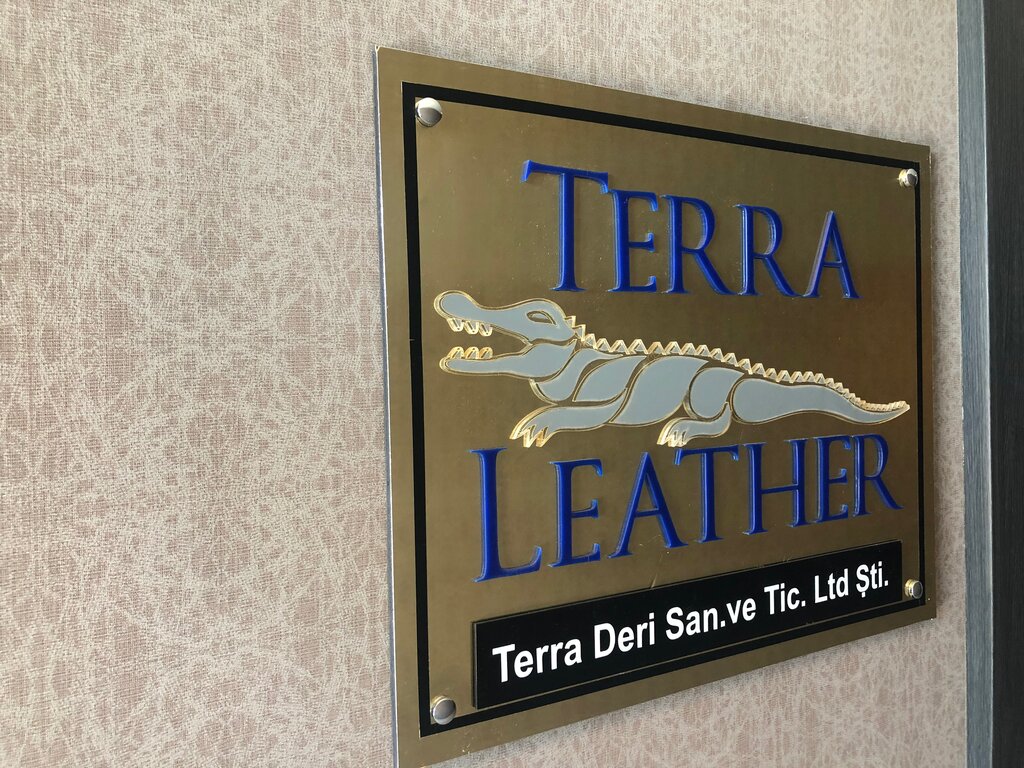 TERRA
LEATHER
Terra Deri San.ve Tic. Ltd Şti.